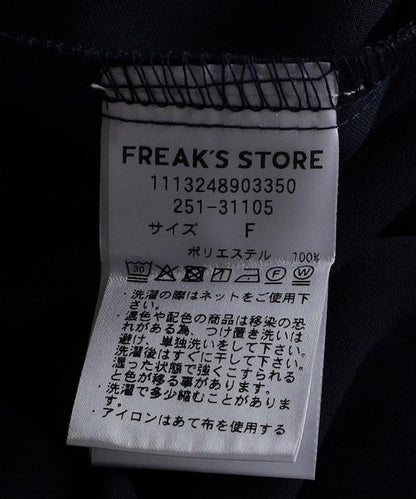 FREAK'S STORE
1113248903350
251-31105
サイズ F
ポリエステル 100%
30 F W
・洗濯の際はネットをご使用下さい。
・濃色や配色の商品は移染の恐れがある為、つけ置き洗いは避け、単独洗いをして下さい。
・洗濯後はすぐに干して下さい。
・湿った状態で強くこすられると色が移る事があります。
・洗濯で多少縮むことがあります。
・アイロンはあて布を使用する